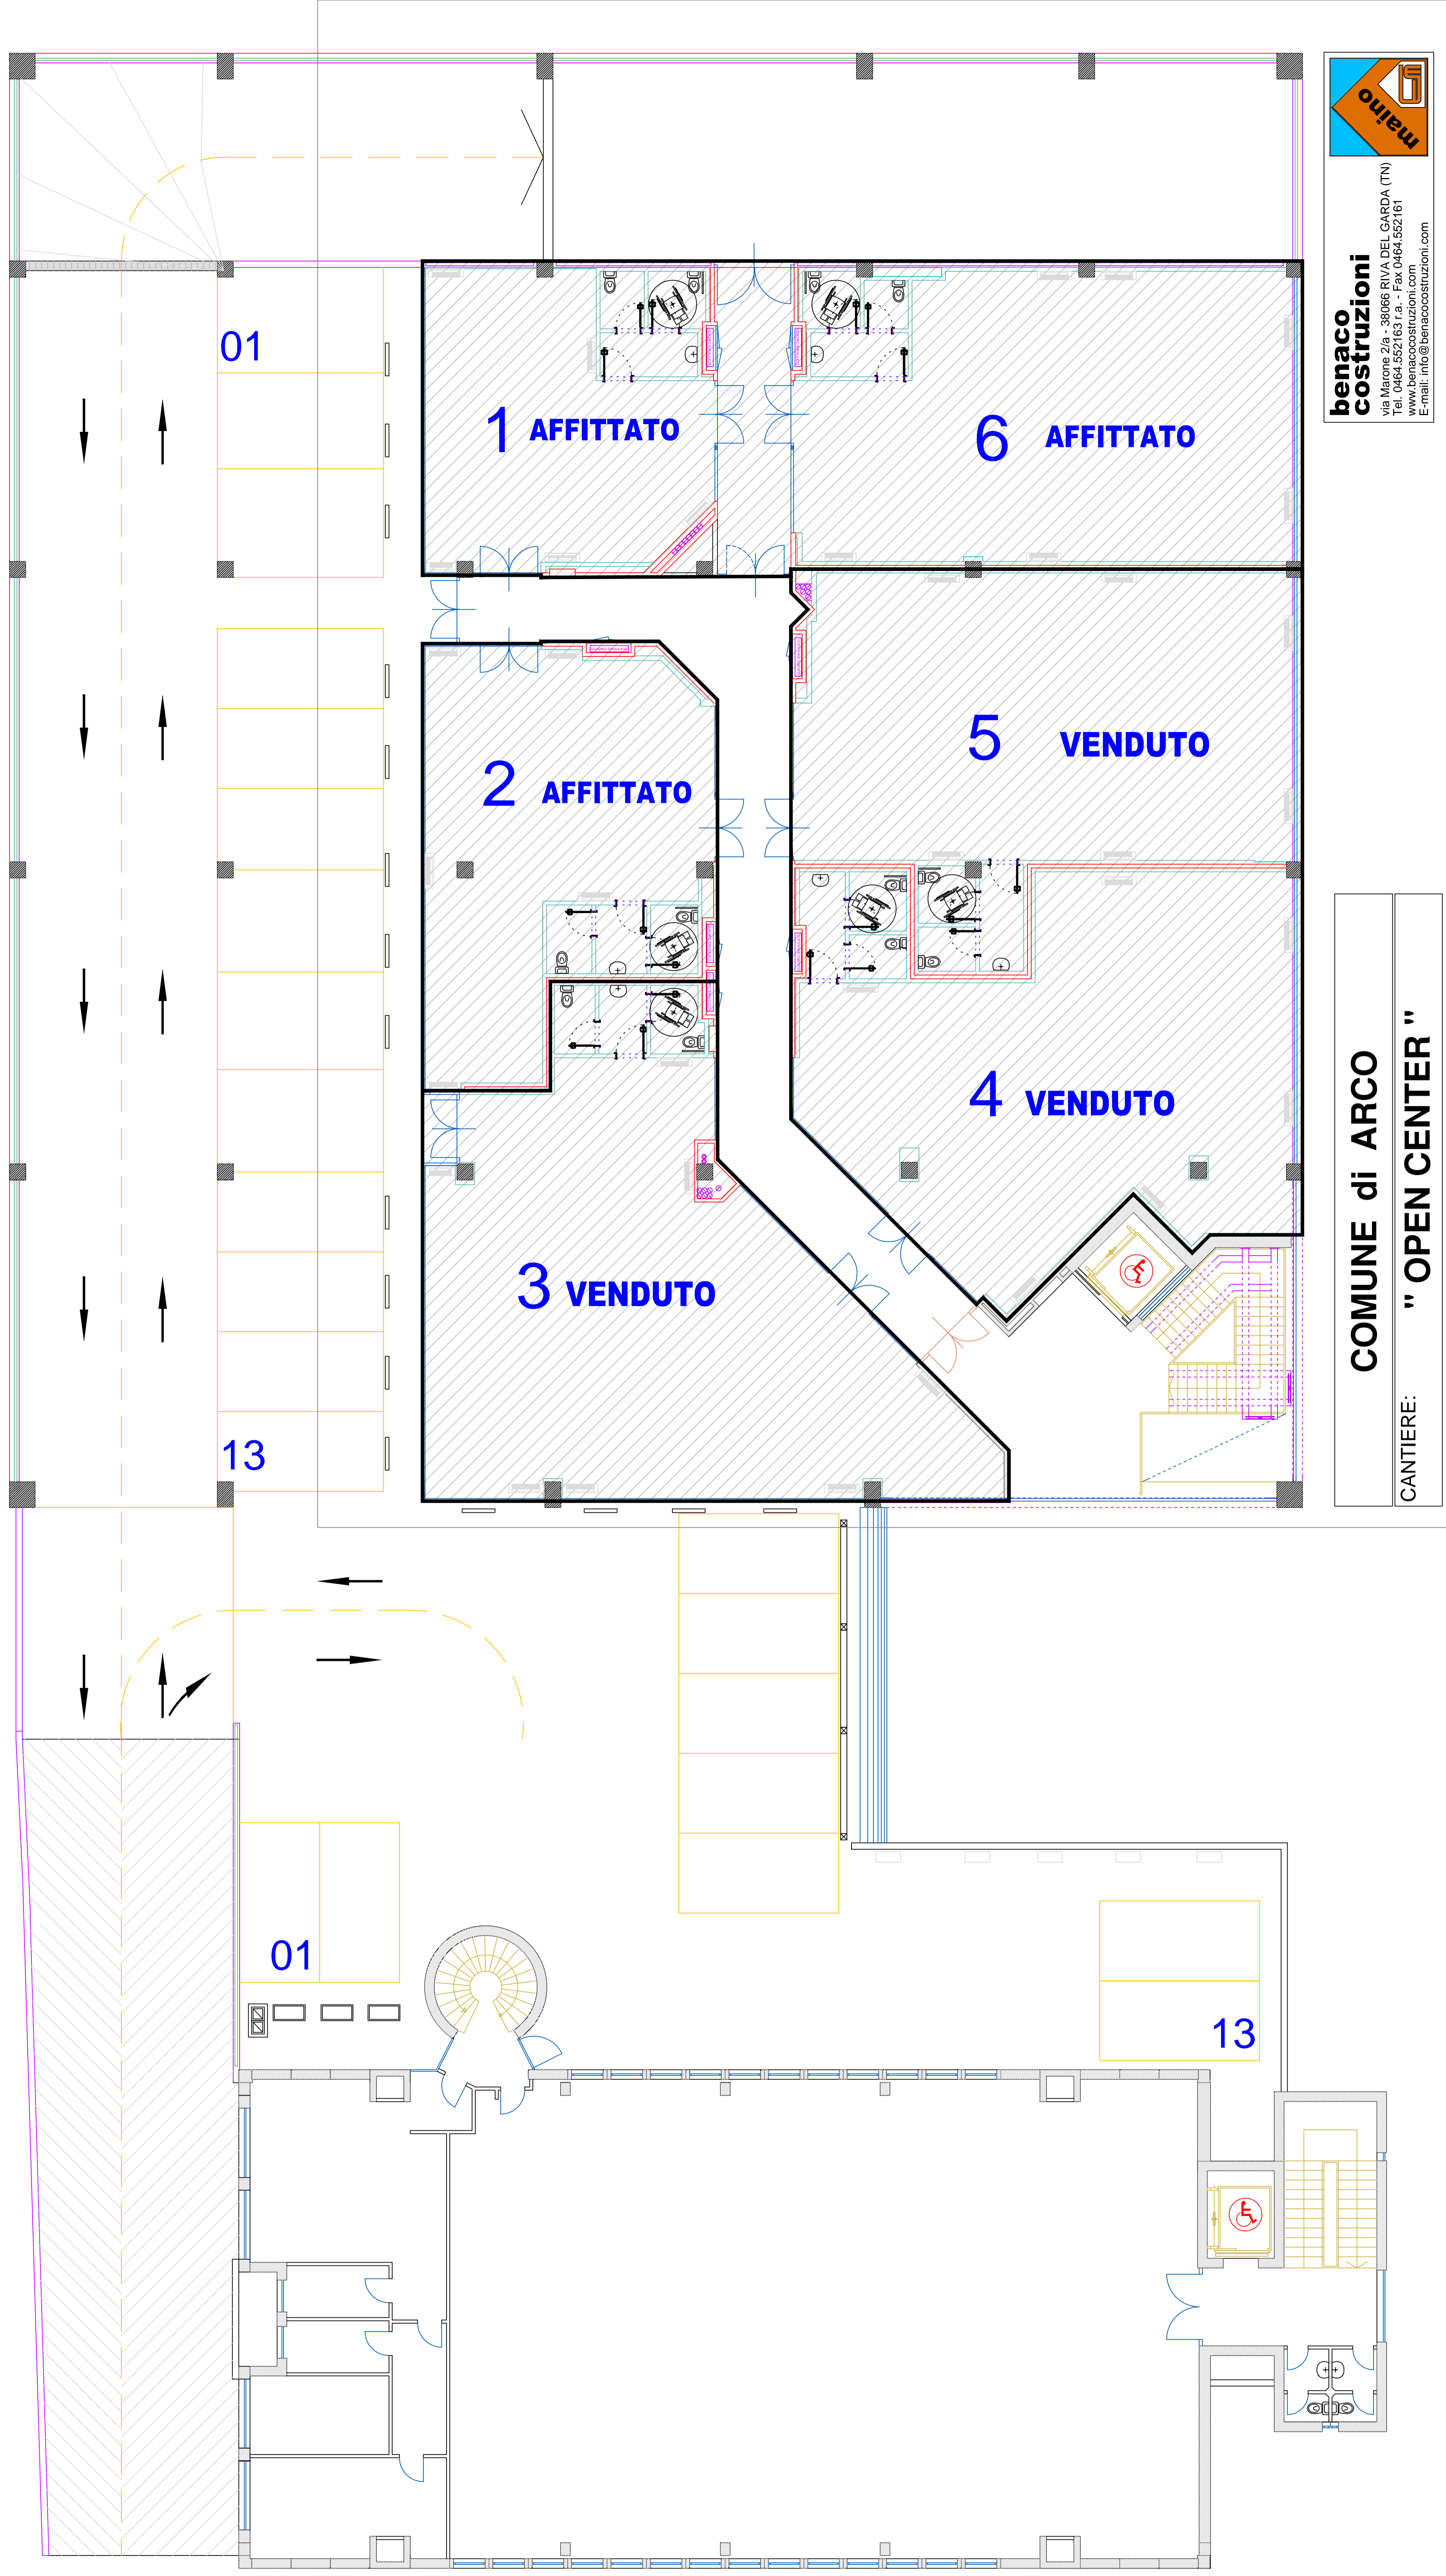 maino
benaco
costruzioni
via Marone 2/a - 38066 RIVA DEL GARDA (TN)
Tel. 0464.552163 r.a. - Fax 0464.552161
www.benacocostruzioni.com
E-mail: info@benacocostruzioni.com
01
1 AFFITTATO
6 AFFITTATO
5 VENDUTO
2 AFFITTATO
4 VENDUTO
3 VENDUTO
13
COMUNE di ARCO
CANTIERE: " OPEN CENTER "
01
13